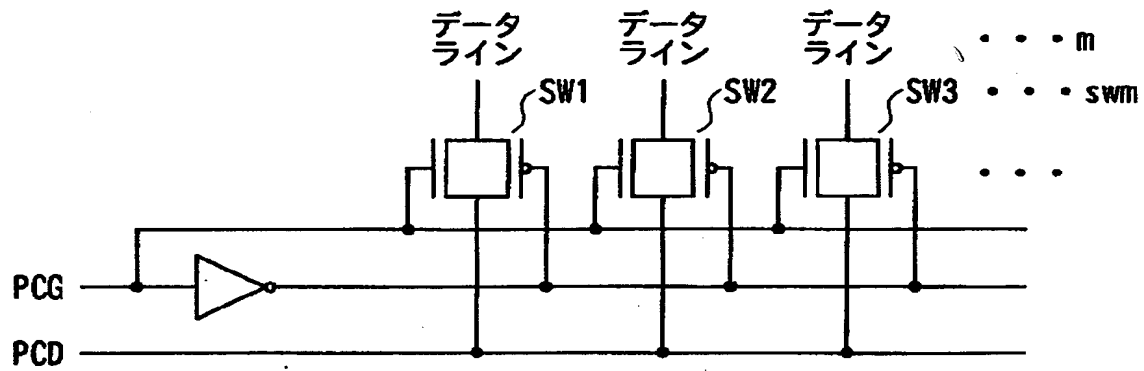 データ
ライン
データ
ライン
データ
ライン
・・・m
SW1
SW2
SW3
・・・swm
・・・
PCG
PCD